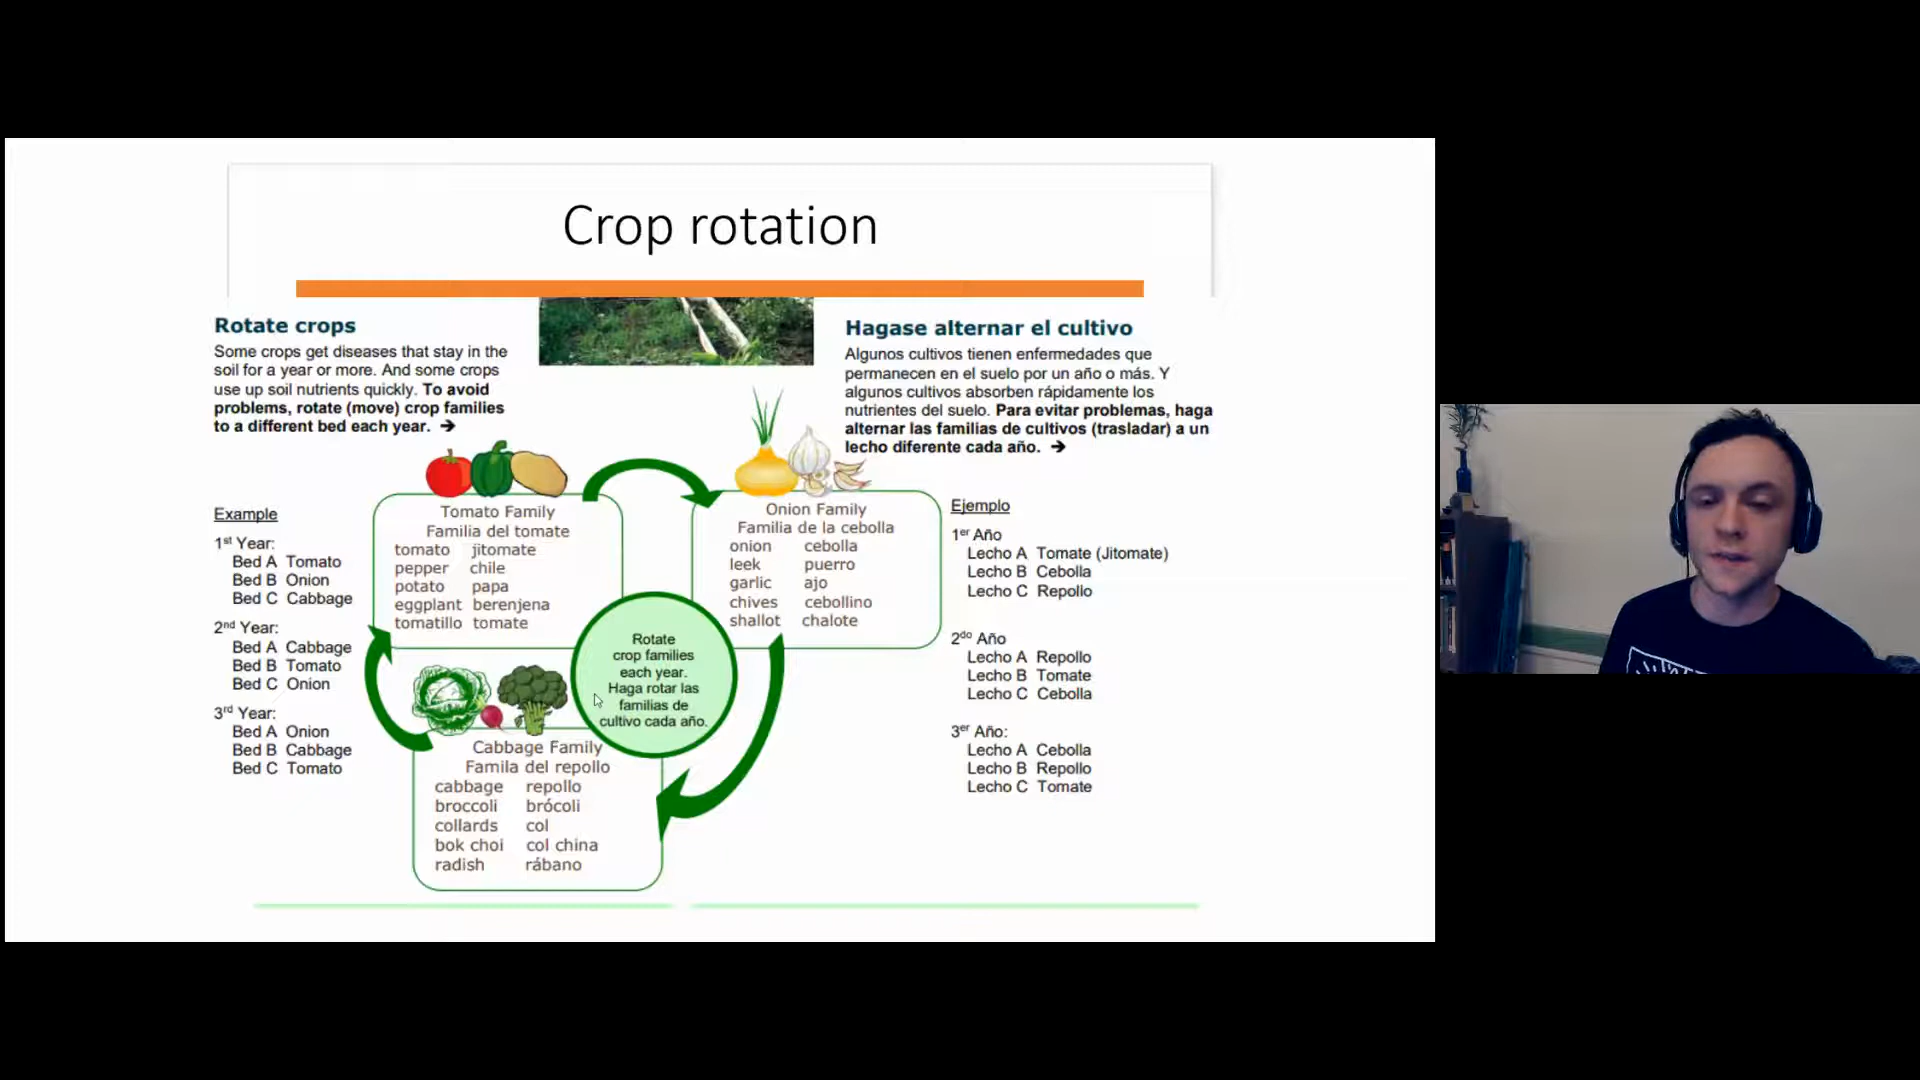 Crop rotation
Rotate crops
Some crops get diseases that stay in the
soil for a year or more. And some crops
use up soil nutrients quickly. To avoid
problems, rotate (move) crop families
to a different bed each year. ➔
Hagase alternar el cultivo
Algunos cultivos tienen enfermedades que
permanecen en el suelo por un año o más. Y
algunos cultivos absorben rápidamente los
nutrientes del suelo. Para evitar problemas, haga
alternar las familias de cultivos (trasladar) a un
lecho diferente cada año. ➔
Example
1st Year:
Bed A Tomato
Bed B Onion
Bed C Cabbage
2nd Year:
Bed A Cabbage
Bed B Tomato
Bed C Onion
3rd Year:
Bed A Onion
Bed B Cabbage
Bed C Tomato
Tomato Family
Familia del tomate
tomato jitomate
pepper chile
potato papa
eggplant berenjena
tomatillo tomate
Onion Family
Familia de la cebolla
onion cebolla
leek puerro
garlic ajo
chives cebollino
shallot chalote
Rotate
crop families
each year.
Haga rotar las
familias de
cultivo cada año.
Cabbage Family
Famila del repollo
cabbage repollo
broccoli brócoli
collards col
bok choi col china
radish rábano
Ejemplo
1er Año
Lecho A Tomate (Jitomate)
Lecho B Cebolla
Lecho C Repollo
2do Año
Lecho A Repollo
Lecho B Tomate
Lecho C Cebolla
3er Año:
Lecho A Cebolla
Lecho B Repollo
Lecho C Tomate